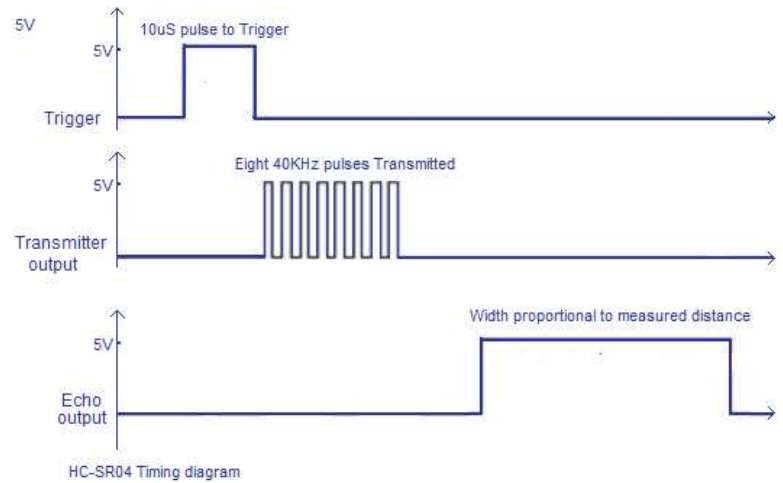 5V
10uS pulse to Trigger
5V
Trigger
Eight 40KHz pulses Transmitted
5V
Transmitter
output
Width proportional to measured distance
5V
Echo
output
HC-SR04 Timing diagram